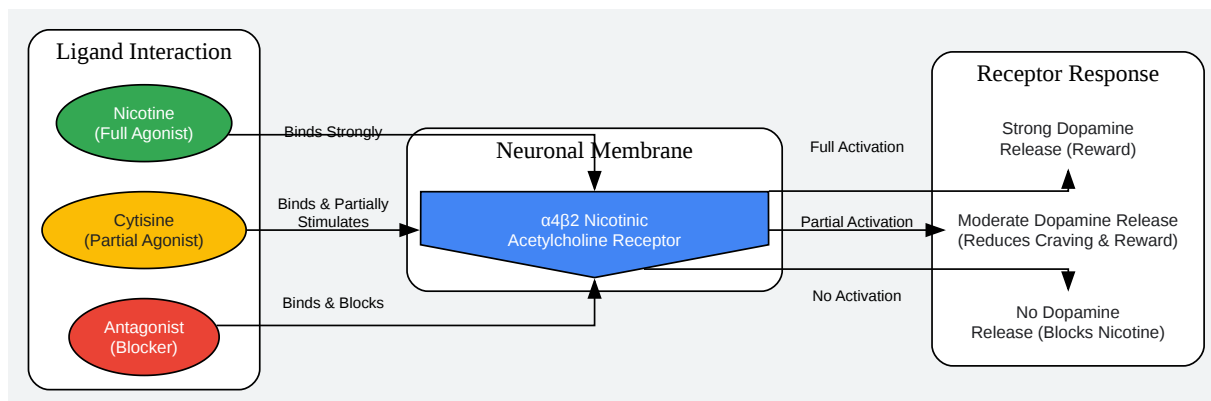 Ligand Interaction
Nicotine
(Full Agonist)
Cytisine
(Partial Agonist)
Antagonist
(Blocker)
Binds Strongly
Binds & Partially
Stimulates
Binds & Blocks
Neuronal Membrane
α4β2 Nicotinic
Acetylcholine Receptor
Full Activation
Partial Activation
No Activation
Receptor Response
Strong Dopamine
Release (Reward)
Moderate Dopamine Release
(Reduces Craving & Reward)
No Dopamine
Release (Blocks Nicotine)